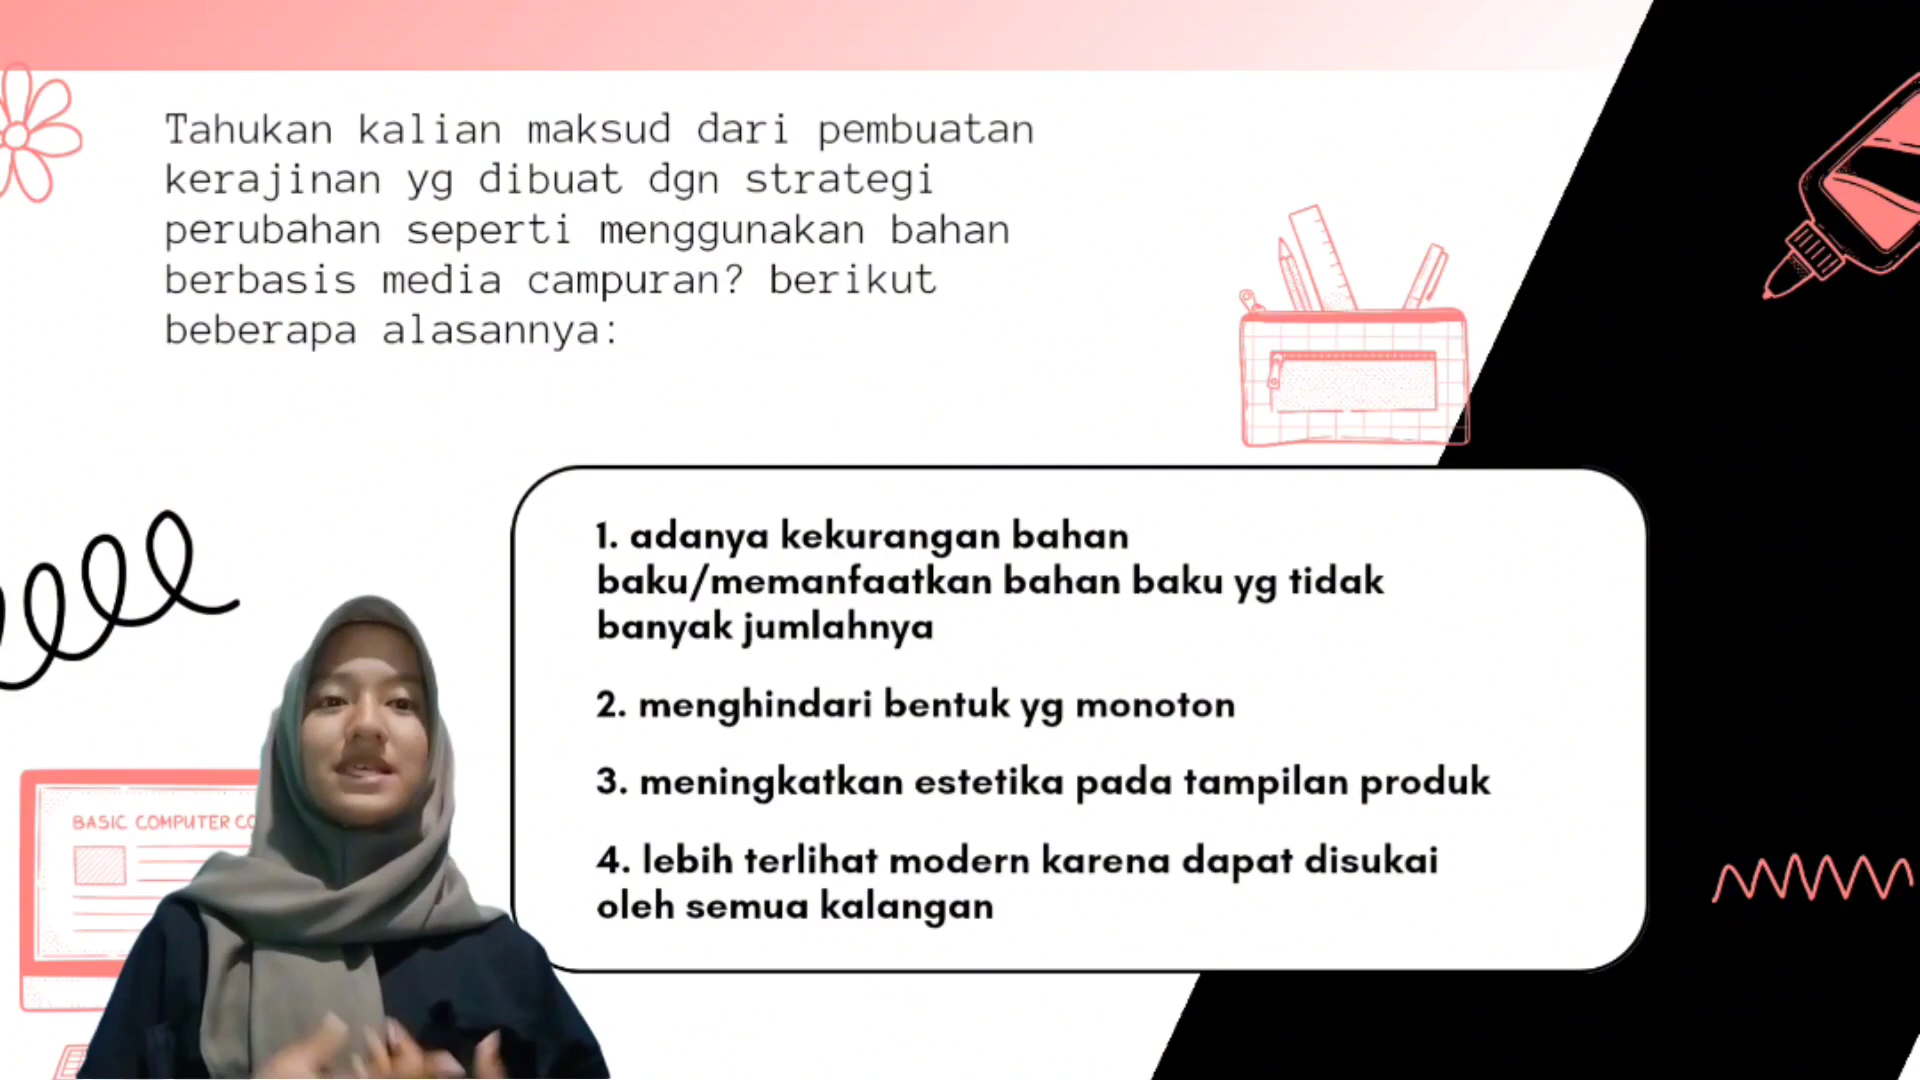 Tahukan kalian maksud dari pembuatan
kerajinan yg dibuat dgn strategi
perubahan seperti menggunakan bahan
berbasis media campuran? berikut
beberapa alasannya:
1. adanya kekurangan bahan
baku/memanfaatkan bahan baku yg tidak
banyak jumlahnya
2. menghindari bentuk yg monoton
3. meningkatkan estetika pada tampilan produk
4. lebih terlihat modern karena dapat disukai
oleh semua kalangan
BASIC COMPUTER